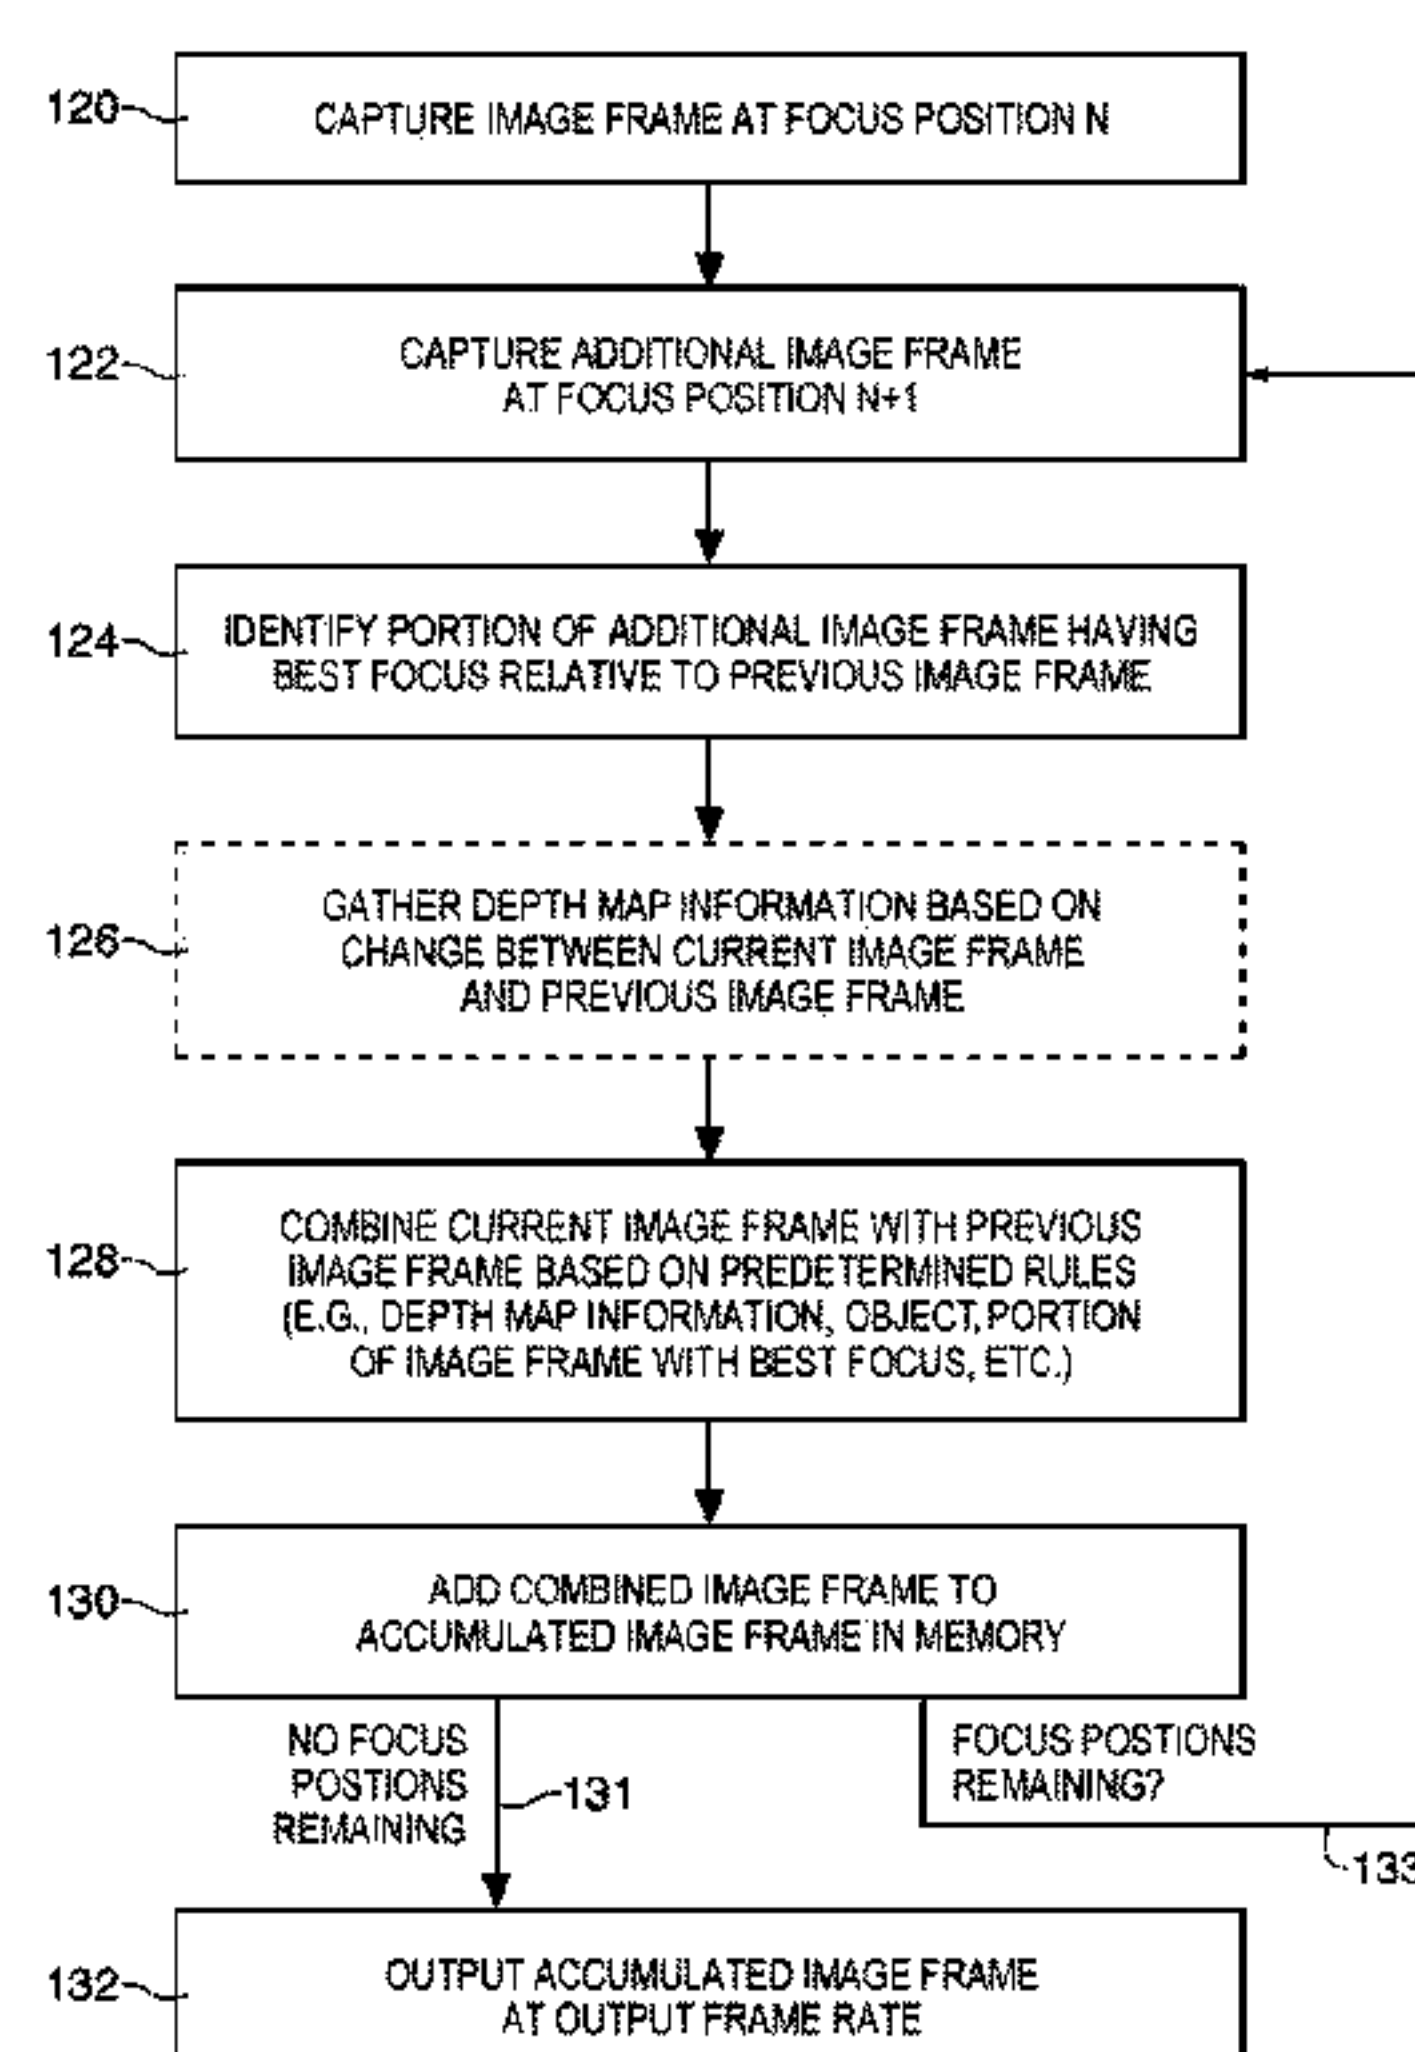 120
CAPTURE IMAGE FRAME AT FOCUS POSITION N
122
CAPTURE ADDITIONAL IMAGE FRAME
AT FOCUS POSITION N+1
124
IDENTIFY PORTION OF ADDITIONAL IMAGE FRAME HAVING
BEST FOCUS RELATIVE TO PREVIOUS IMAGE FRAME
126
GATHER DEPTH MAP INFORMATION BASED ON
CHANGE BETWEEN CURRENT IMAGE FRAME
AND PREVIOUS IMAGE FRAME
128
COMBINE CURRENT IMAGE FRAME WITH PREVIOUS
IMAGE FRAME BASED ON PREDETERMINED RULES
(E.G., DEPTH MAP INFORMATION, OBJECT, PORTION
OF IMAGE FRAME WITH BEST FOCUS, ETC.)
130
ADD COMBINED IMAGE FRAME TO
ACCUMULATED IMAGE FRAME IN MEMORY
NO FOCUS
POSTIONS
REMAINING
131
FOCUS POSTIONS
REMAINING?
133
132
OUTPUT ACCUMULATED IMAGE FRAME
AT OUTPUT FRAME RATE